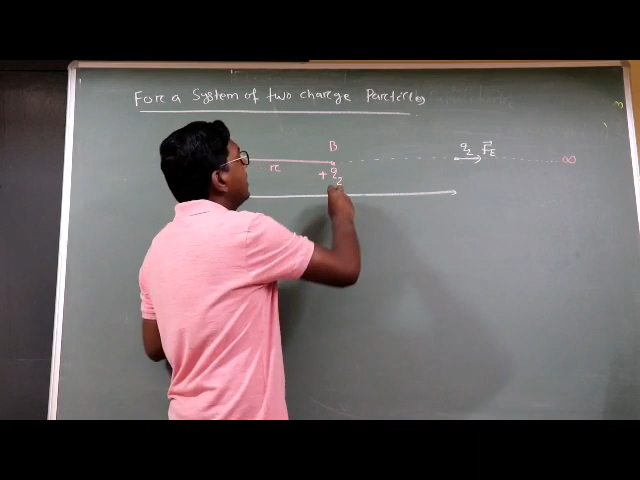 For a System of two charge Particles
B
q2 F⃗E
r ∞
+ q2